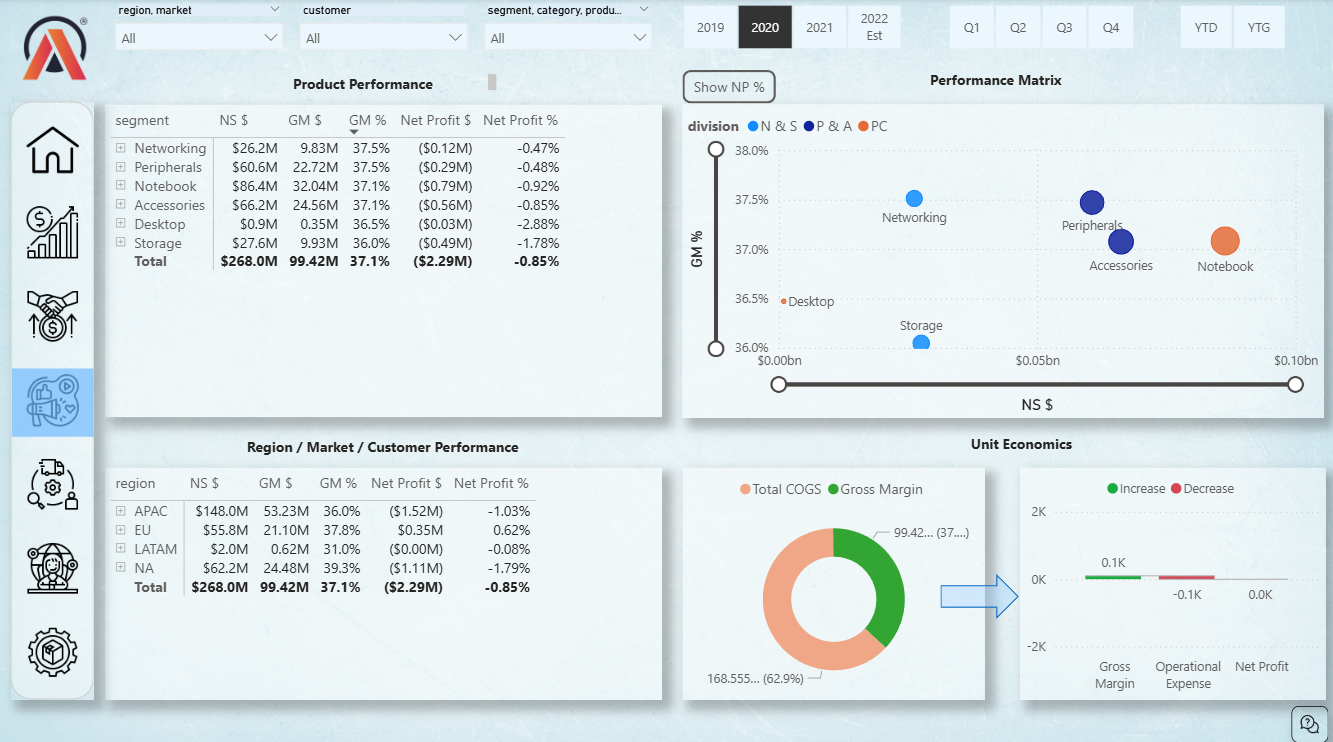 region, market
customer
segment, category, produ...
All
All
All
2019
2020
2021
2022
Est
Q1
Q2
Q3
Q4
YTD
YTG
Product Performance
segment NS $ GM $ GM % Net Profit $ Net Profit %
Networking $26.2M 9.83M 37.5% ($0.12M) -0.47%
Peripherals $60.6M 22.72M 37.5% ($0.29M) -0.48%
Notebook $86.4M 32.04M 37.1% ($0.79M) -0.92%
Accessories $66.2M 24.56M 37.1% ($0.56M) -0.85%
Desktop $0.9M 0.35M 36.5% ($0.03M) -2.88%
Storage $27.6M 9.93M 36.0% ($0.49M) -1.78%
Total $268.0M 99.42M 37.1% ($2.29M) -0.85%
Show NP %
Performance Matrix
division N & S P & A PC
38.0%
37.5%
37.0%
36.5%
36.0%
GM %
Networking
Peripherals
Accessories
Notebook
Desktop
Storage
$0.00bn $0.05bn $0.10bn
NS $
Region / Market / Customer Performance
region NS $ GM $ GM % Net Profit $ Net Profit %
APAC $148.0M 53.23M 36.0% ($1.52M) -1.03%
EU $55.8M 21.10M 37.8% $0.35M 0.62%
LATAM $2.0M 0.62M 31.0% ($0.00M) -0.08%
NA $62.2M 24.48M 39.3% ($1.11M) -1.79%
Total $268.0M 99.42M 37.1% ($2.29M) -0.85%
Unit Economics
Total COGS Gross Margin
99.42... (37....)
168.555... (62.9%)
Increase Decrease
2K
0K
-2K
0.1K
-0.1K
0.0K
Gross
Margin
Operational
Expense
Net Profit